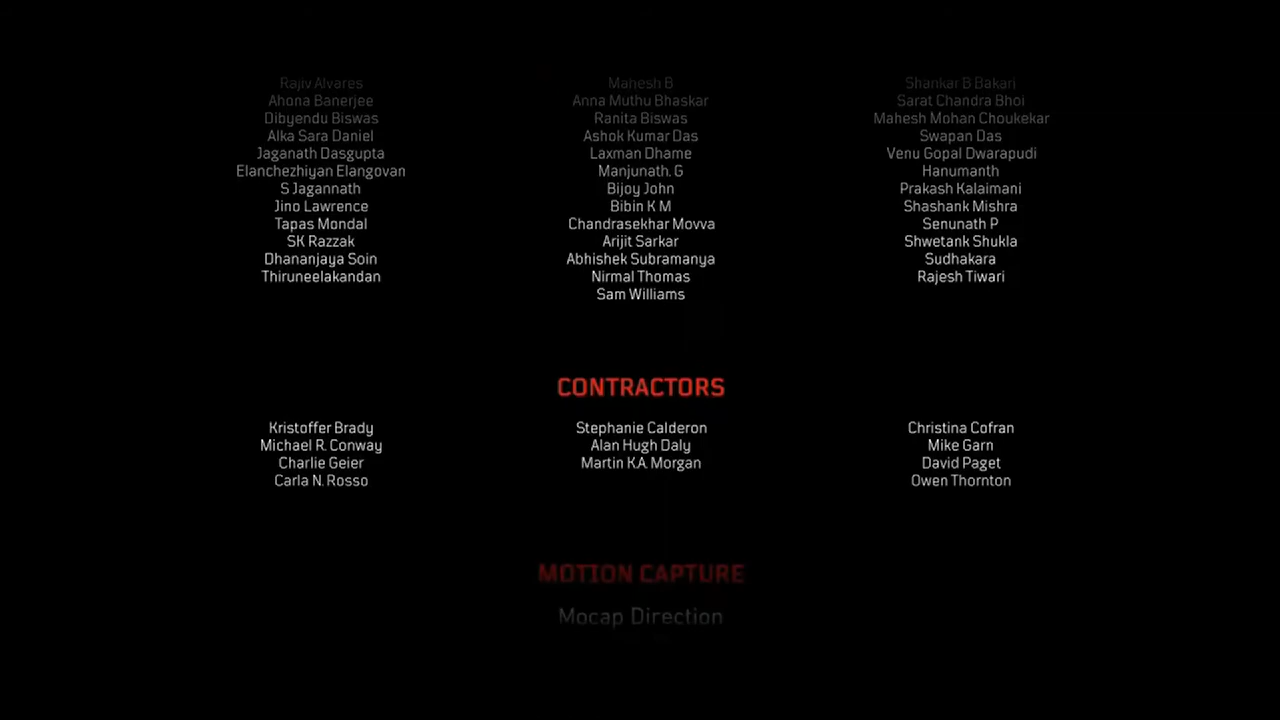 Rajiv Alvares
Ahona Banerjee
Dibyendu Biswas
Alka Sara Daniel
Jaganath Dasgupta
Elanchezhiyan Elangovan
S Jagannath
Jino Lawrence
Tapas Mondal
SK Razzak
Dhananjaya Soin
Thiruneelakandan
Mahesh B
Anna Muthu Bhaskar
Ranita Biswas
Ashok Kumar Das
Laxman Dhame
Manjunath. G
Bijoy John
Bibin K M
Chandrasekhar Movva
Arijit Sarkar
Abhishek Subramanya
Nirmal Thomas
Sam Williams
Shankar B Bakari
Sarat Chandra Bhoi
Mahesh Mohan Choukekar
Swapan Das
Venu Gopal Dwarapudi
Hanumanth
Prakash Kalaimani
Shashank Mishra
Senunath P
Shwetank Shukla
Sudhakara
Rajesh Tiwari
CONTRACTORS
Kristoffer Brady
Michael R. Conway
Charlie Geier
Carla N. Rosso
Stephanie Calderon
Alan Hugh Daly
Martin K.A. Morgan
Christina Cofran
Mike Garn
David Paget
Owen Thornton
MOTION CAPTURE
Mocap Direction